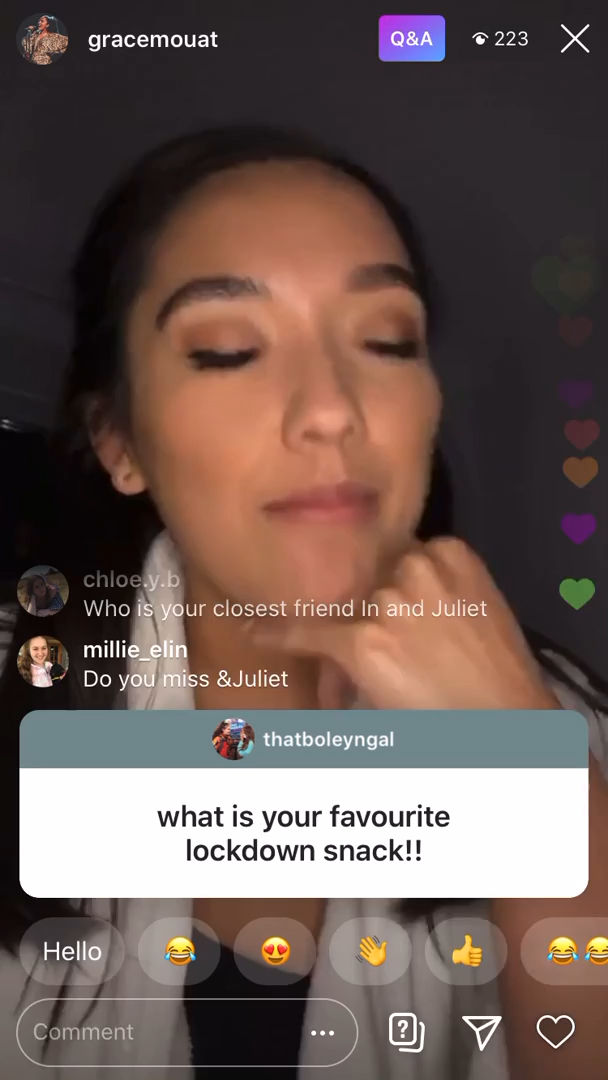 gracemouat
Q&A
223
chloe.y.b
Who is your closest friend In and Juliet
millie_elin
Do you miss &Juliet
thatboleyngal
what is your favourite
lockdown snack!!
Hello
Comment